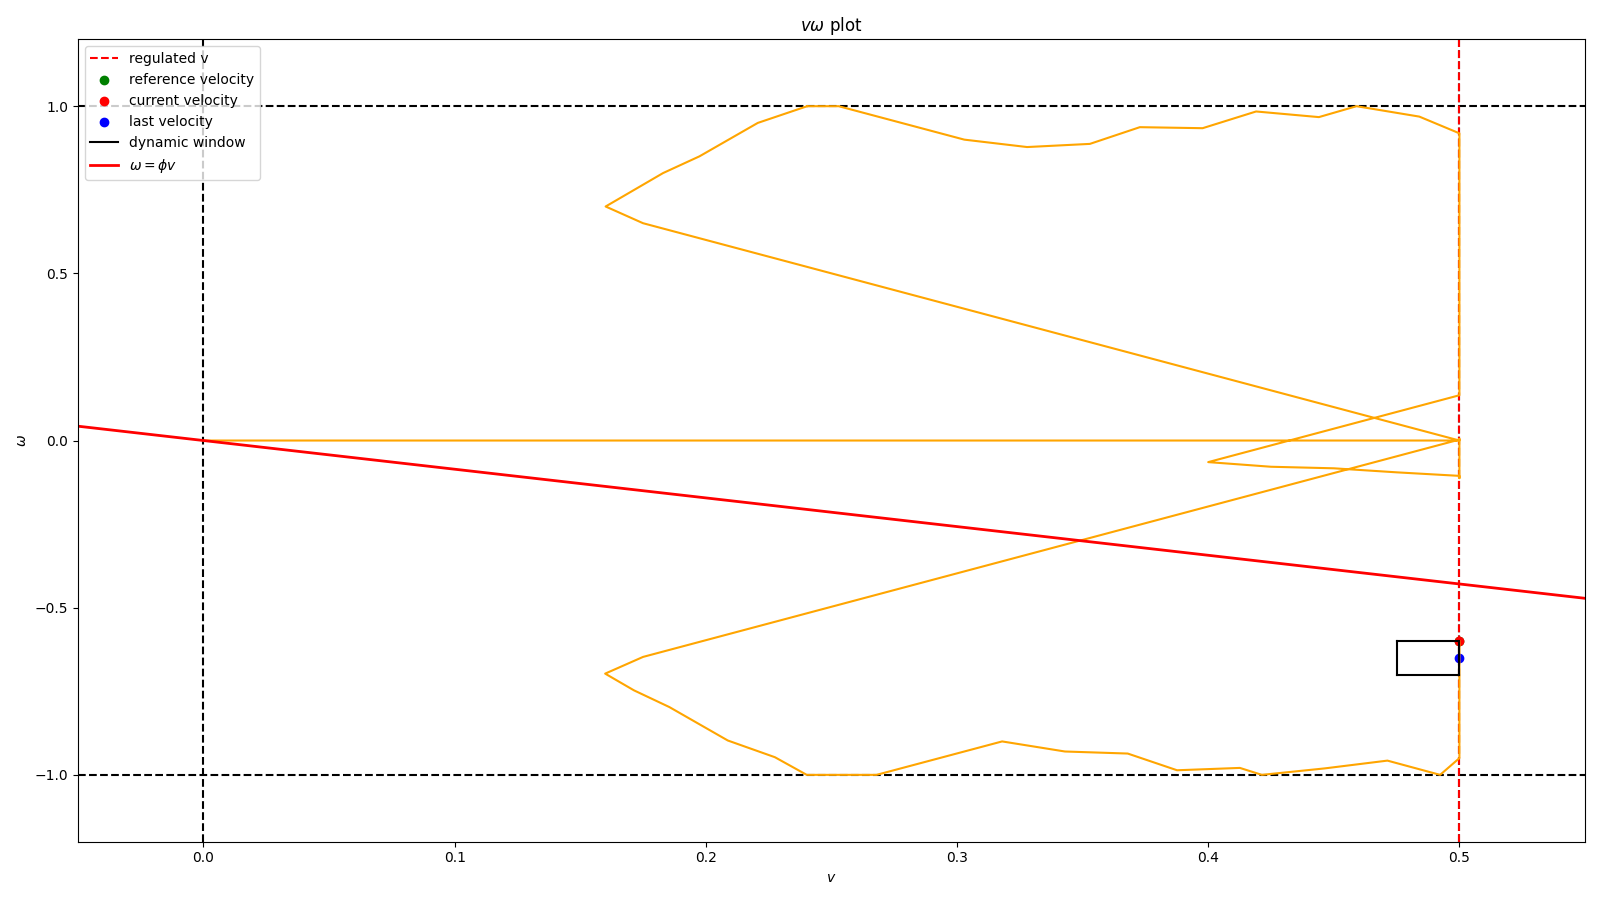 vω plot
regulated v
reference velocity
current velocity
last velocity
dynamic window
ω = ϕv
1.0
0.5
0.0
−0.5
−1.0
ω
0.0 0.1 0.2 0.3 0.4 0.5
v